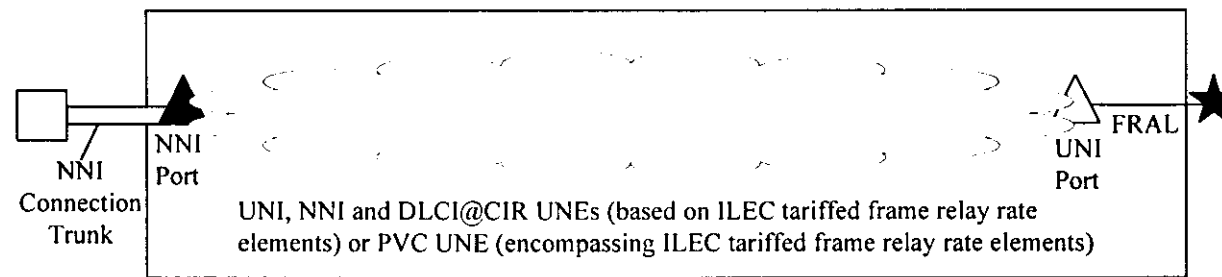 FRAL
NNI
Port
UNI
Port
NNI
Connection
Trunk
UNI, NNI and DLCI@CIR UNEs (based on ILEC tariffed frame relay rate
elements) or PVC UNE (encompassing ILEC tariffed frame relay rate elements)